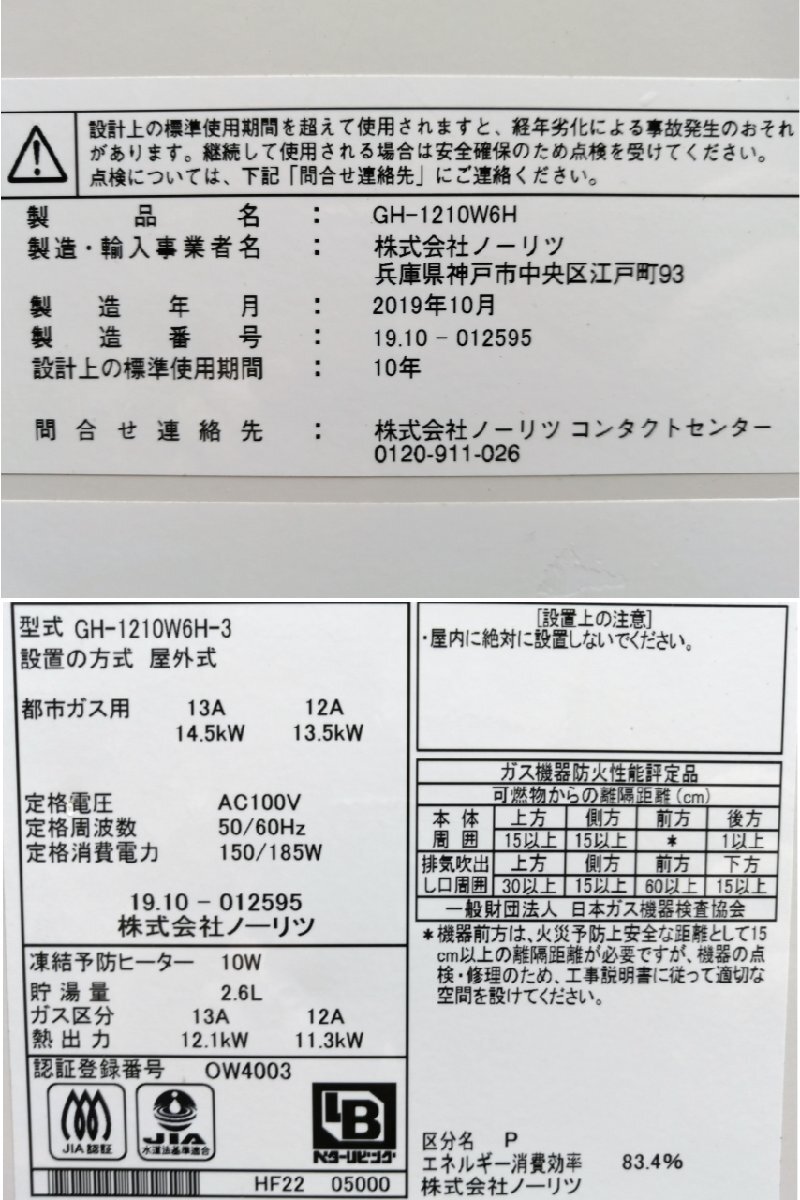 設計上の標準使用期間を超えて使用されますと、経年劣化による事故発生のおそれ
があります。継続して使用される場合は安全確保のため点検を受けてください。
点検については、下記「問合せ連絡先」にご連絡ください。
製品名 : GH-1210W6H
製造・輸入事業者名 : 株式会社ノーリツ
兵庫県神戸市中央区江戸町93
製造年月 : 2019年10月
製造番号 : 19.10 - 012595
設計上の標準使用期間 : 10年
問合せ連絡先 : 株式会社ノーリツ コンタクトセンター
0120-911-026
型式 GH-1210W6H-3
設置の方式 屋外式
都市ガス用 13A 12A
14.5kW 13.5kW
定格電圧 AC100V
定格周波数 50/60Hz
定格消費電力 150/185W
19.10 - 012595
株式会社ノーリツ
凍結予防ヒーター 10W
貯湯量 2.6L
ガス区分 13A 12A
熱出力 12.1kW 11.3kW
認証登録番号 OW4003
JIA認証
JIA
水道法基準適合
LB
ベターリビング
HF22 05000
[設置上の注意]
・屋内に絶対に設置しないでください。
ガス機器防火性能評定品
可燃物からの離隔距離(cm)
本体周囲 上方 側方 前方 後方
15以上 15以上 * 1以上
排気吹出し口周囲 上方 側方 前方 下方
30以上 15以上 60以上 15以上
一般財団法人 日本ガス機器検査協会
*機器前方は、火災予防上安全な距離として15
cm以上の離隔距離が必要ですが、機器の点
検・修理のため、工事説明書に従って適切な
空間を設けてください。
区分名 P
エネルギー消費効率 83.4%
株式会社ノーリツ